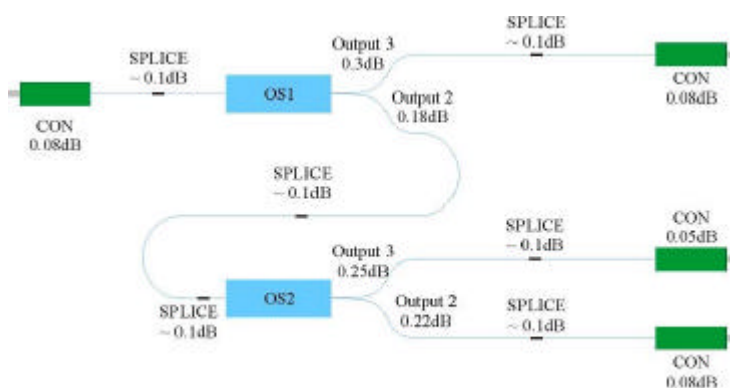 SPLICE
~ 0.1dB
CON
0.08dB
OS1
Output 3
0.3dB
Output 2
0.18dB
SPLICE
~ 0.1dB
CON
0.08dB
SPLICE
~ 0.1dB
SPLICE
~ 0.1dB
OS2
Output 3
0.25dB
Output 2
0.22dB
SPLICE
~ 0.1dB
CON
0.05dB
SPLICE
~ 0.1dB
CON
0.08dB